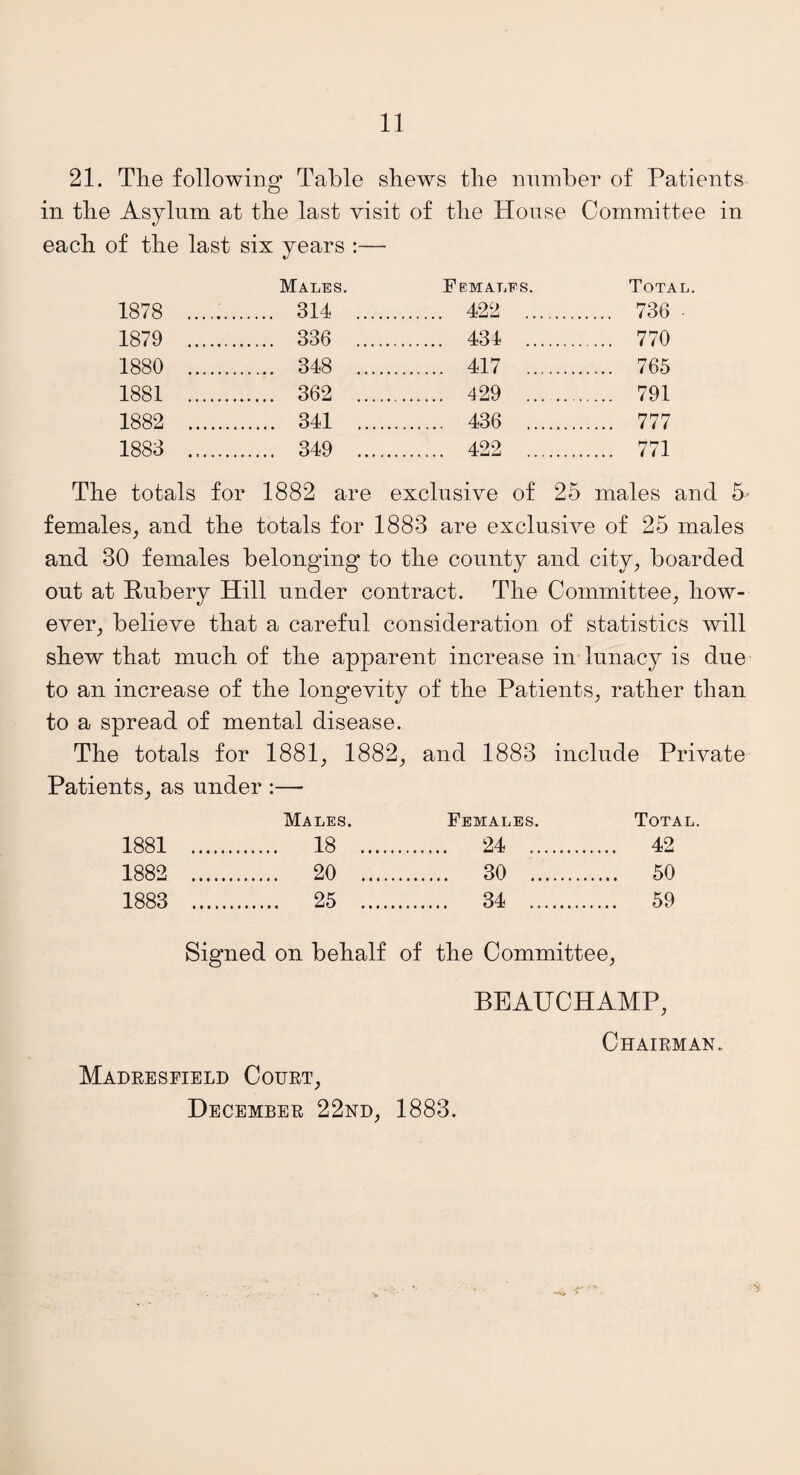 11
21. The following Table shews the number of Patients
in the Asylum at the last visit of the House Committee in
each of the last six years :—
Males. Females. Total.
1878 ............ 314 ............ 422 ............ 736
1879 ............ 336 ............ 434 ............ 770
1880 ............ 348 ............ 417 ............ 765
1881 ............ 362 ............ 429 ............ 791
1882 ............ 341 ............ 436 ............ 777
1883 ............ 349 ............ 422 ............ 771
The totals for 1882 are exclusive of 25 males and 5
females, and the totals for 1883 are exclusive of 25 males
and 30 females belonging to the county and city, boarded
out at Rubery Hill under contract. The Committee, how-
ever, believe that a careful consideration of statistics will
shew that much of the apparent increase in lunacy is due
to an increase of the longevity of the Patients, rather than
to a spread of mental disease.
The totals for 1881, 1882, and 1883 include Private
Patients, as under :—
Males. Females. Total.
1881 ............ 18 ............ 24 ............ 42
1882 ............ 20 ............ 30 ............ 50
1883 ............ 25 ............ 34 ............ 59
Signed on behalf of the Committee,
BEAUCHAMP,
Chairman.
Madresfield Court,
December 22nd, 1883.